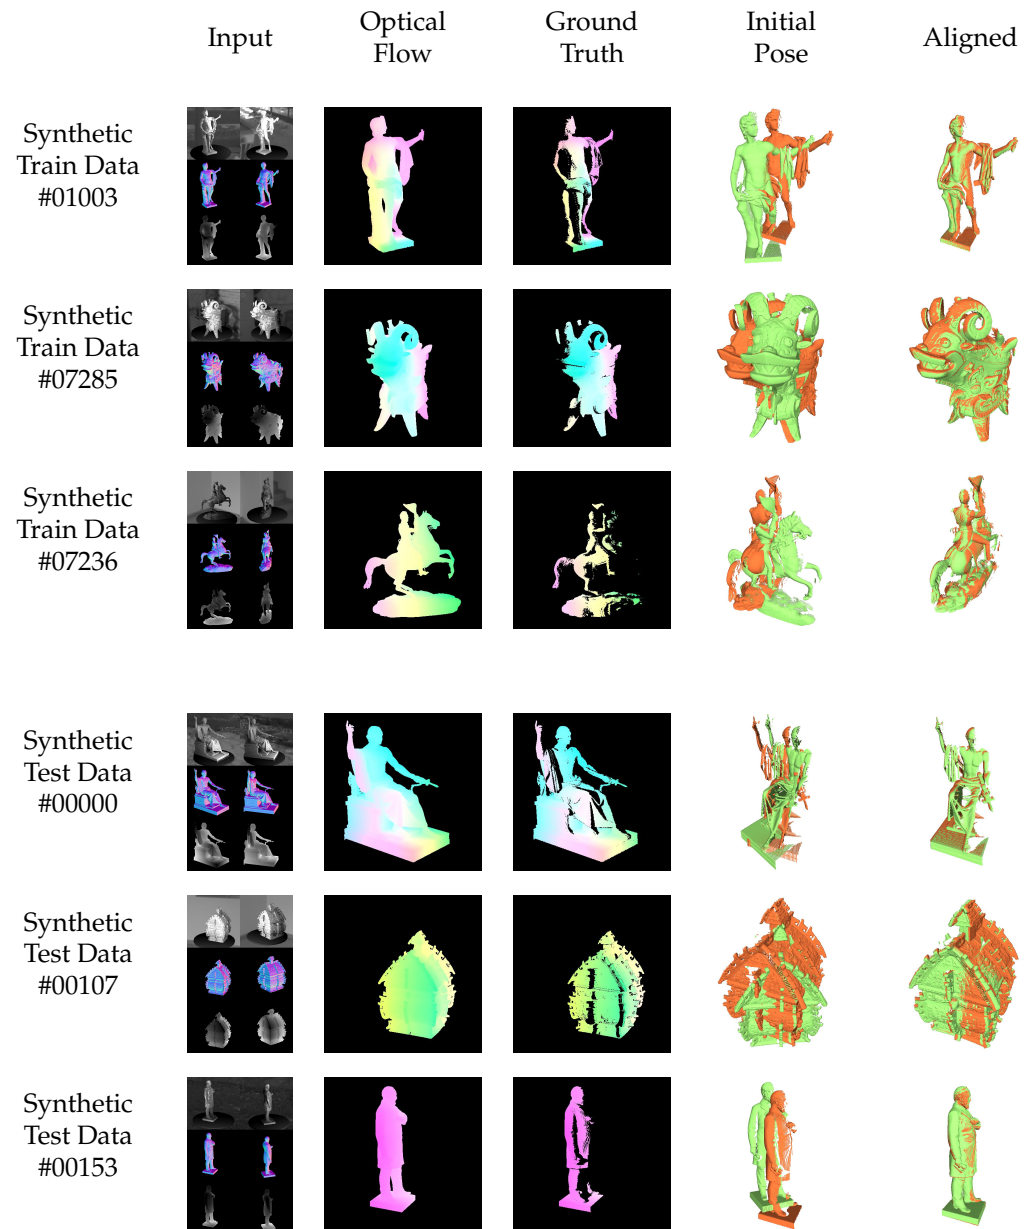 Input
Optical
Flow
Ground
Truth
Initial
Pose
Aligned
Synthetic
Train Data
#01003
Synthetic
Train Data
#07285
Synthetic
Train Data
#07236
Synthetic
Test Data
#00000
Synthetic
Test Data
#00107
Synthetic
Test Data
#00153